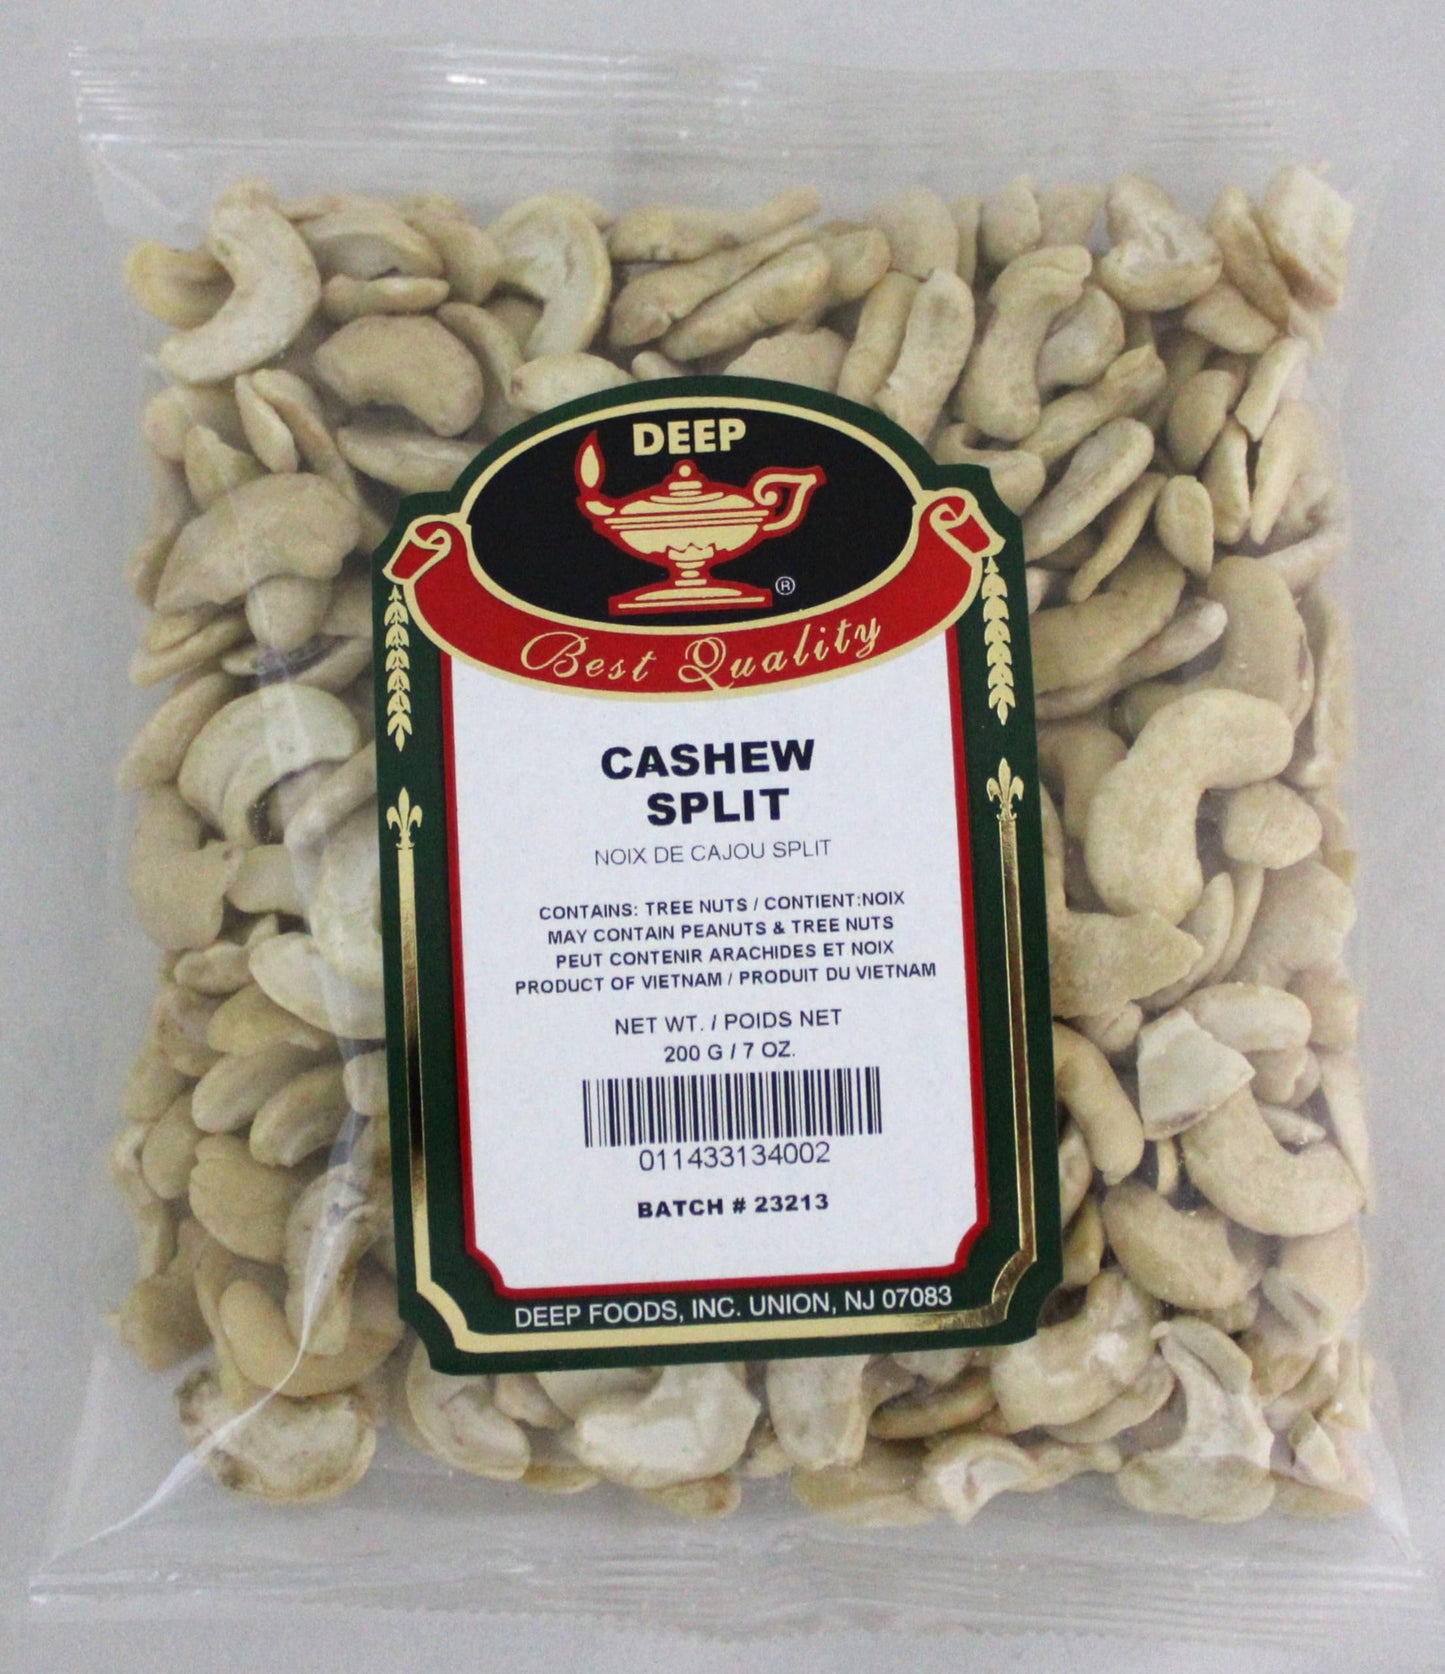 DEEP
®
Best Quality
CASHEW
SPLIT
NOIX DE CAJOU SPLIT
CONTAINS: TREE NUTS / CONTIENT:NOIX
MAY CONTAIN PEANUTS & TREE NUTS
PEUT CONTENIR ARACHIDES ET NOIX
PRODUCT OF VIETNAM / PRODUIT DU VIETNAM
NET WT. / POIDS NET
200 G / 7 OZ.
011433134002
BATCH # 23213
DEEP FOODS, INC. UNION, NJ 07083